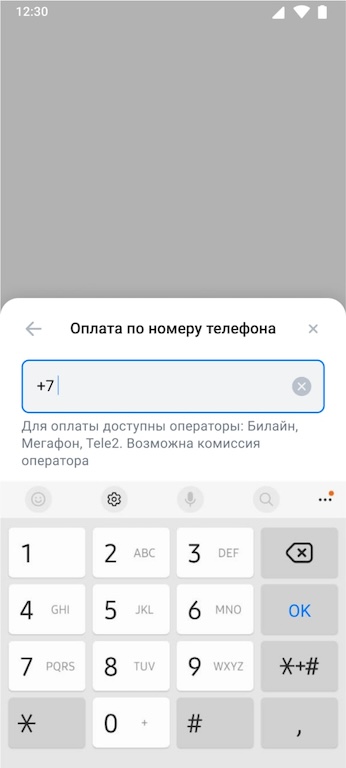 12:30
Оплата по номеру телефона
+7
Для оплаты доступны операторы: Билайн,
Мегафон, Tele2. Возможна комиссия
оператора
1 2 ABC 3 DEF
4 GHI 5 JKL 6 MNO OK
7 PQRS 8 TUV 9 WXYZ *+#
* 0 + # ,